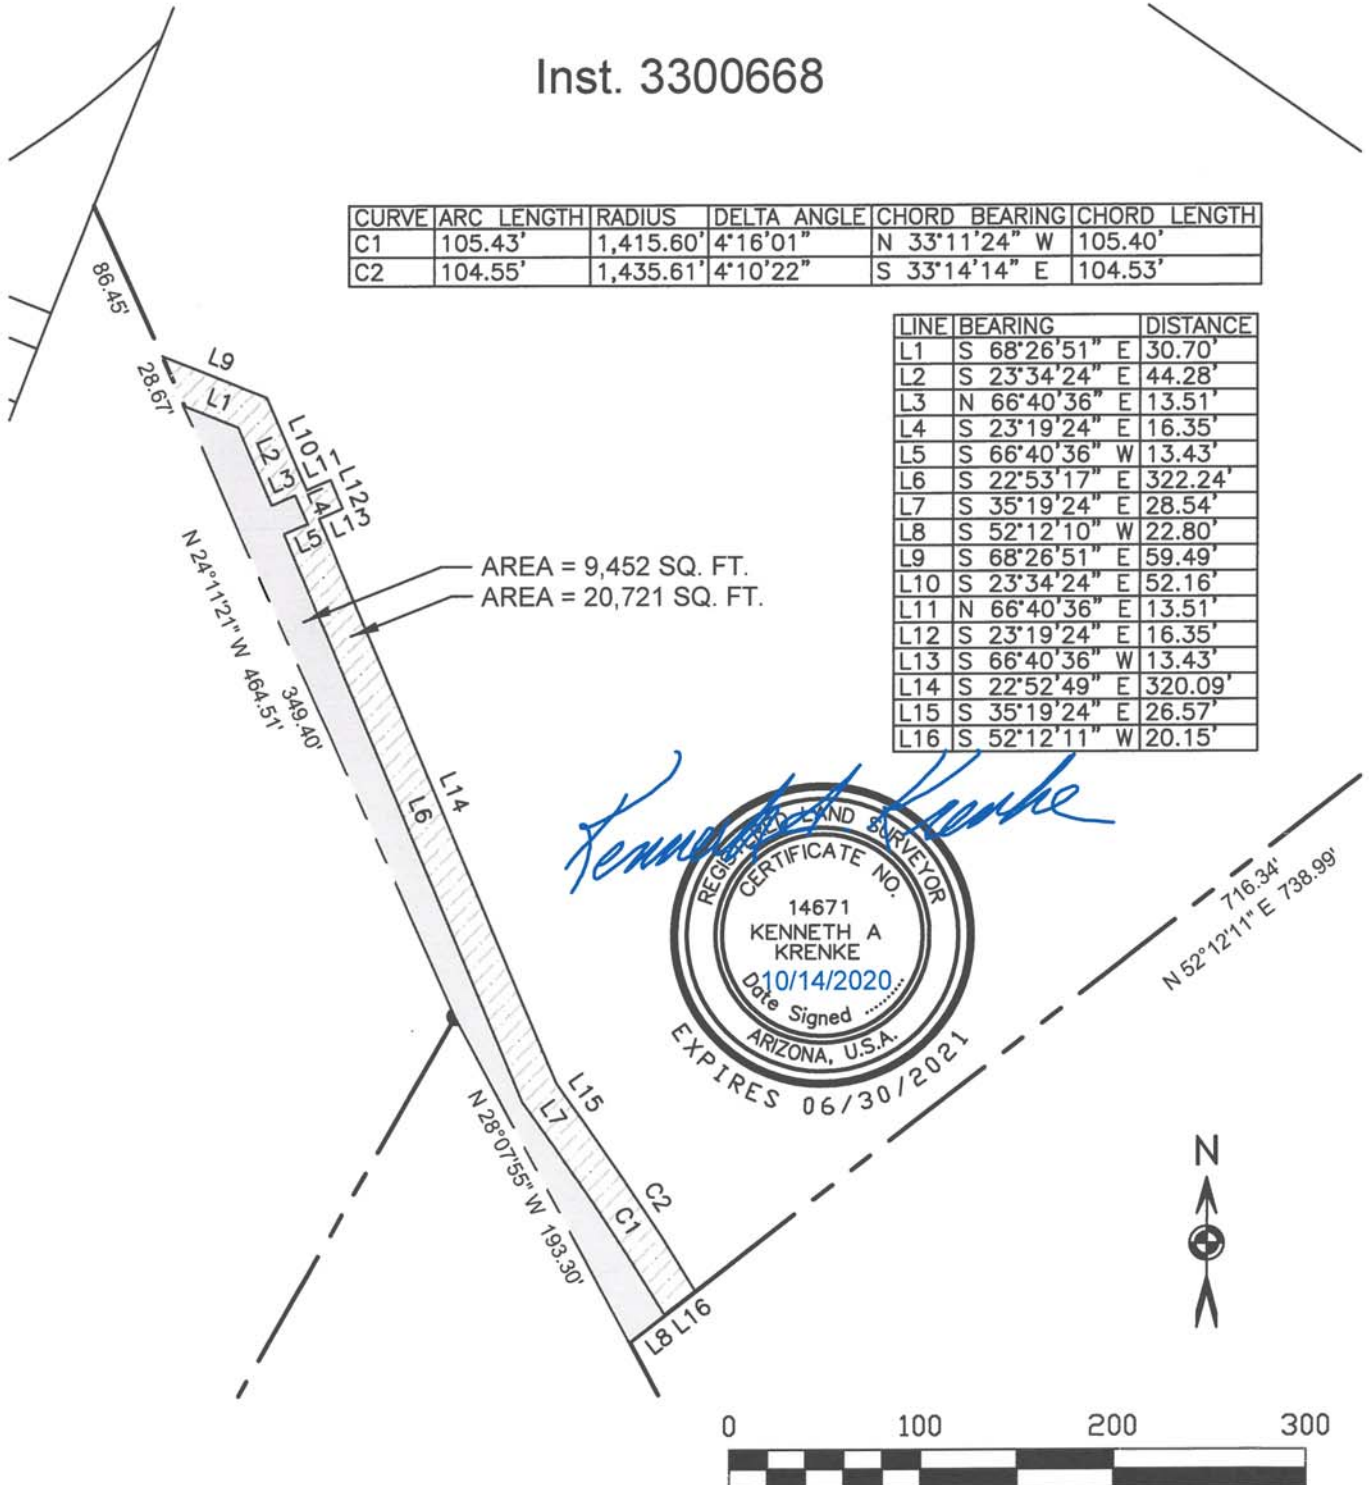 Inst. 3300668
CURVE ARC LENGTH RADIUS DELTA ANGLE CHORD BEARING CHORD LENGTH
C1 105.43' 1,415.60' 4°16'01" N 33°11'24" W 105.40'
C2 104.55' 1,435.61' 4°10'22" S 33°14'14" E 104.53'
LINE BEARING DISTANCE
L1 S 68°26'51" E 30.70'
L2 S 23°34'24" E 44.28'
L3 N 66°40'36" E 13.51'
L4 S 23°19'24" E 16.35'
L5 S 66°40'36" W 13.43'
L6 S 22°53'17" E 322.24'
L7 S 35°19'24" E 28.54'
L8 S 52°12'10" W 22.80'
L9 S 68°26'51" E 59.49'
L10 S 23°34'24" E 52.16'
L11 N 66°40'36" E 13.51'
L12 S 23°19'24" E 16.35'
L13 S 66°40'36" W 13.43'
L14 S 22°52'49" E 320.09'
L15 S 35°19'24" E 26.57'
L16 S 52°12'11" W 20.15'
86.45'
28.67'
L9
L1
L10
L2
L11
L3
L12
L4
L13
L5
AREA = 9,452 SQ. FT.
AREA = 20,721 SQ. FT.
N 24°11'21" W 464.51'
349.40'
L14
L6
Kenneth A Krenke
REGISTERED LAND SURVEYOR
CERTIFICATE NO.
14671
KENNETH A
KRENKE
10/14/2020
Date Signed ........
ARIZONA, U.S.A.
EXPIRES 06/30/2021
716.34'
N 52°12'11" E 738.99'
L15
L7
N 28°07'55" W 193.30'
C2
C1
L8 L16
N
0 100 200 300